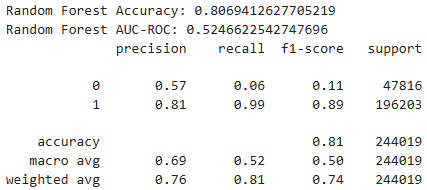 Random Forest Accuracy: 0.8069412627705219
Random Forest AUC-ROC: 0.5246622542747696
precision recall f1-score support
0 0.57 0.06 0.11 47816
1 0.81 0.99 0.89 196203
accuracy 0.81 244019
macro avg 0.69 0.52 0.50 244019
weighted avg 0.76 0.81 0.74 244019